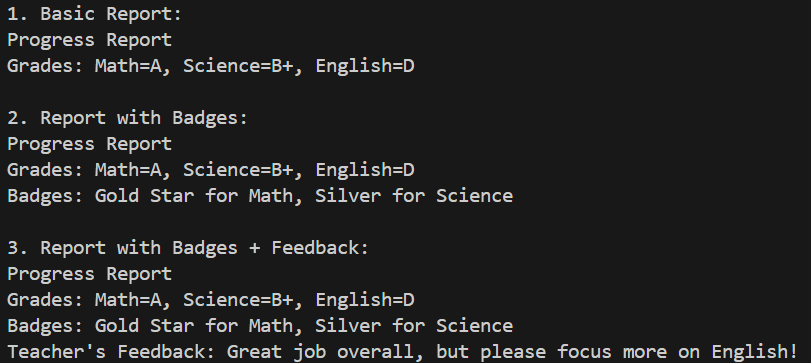 1. Basic Report:
Progress Report
Grades: Math=A, Science=B+, English=D
2. Report with Badges:
Progress Report
Grades: Math=A, Science=B+, English=D
Badges: Gold Star for Math, Silver for Science
3. Report with Badges + Feedback:
Progress Report
Grades: Math=A, Science=B+, English=D
Badges: Gold Star for Math, Silver for Science
Teacher's Feedback: Great job overall, but please focus more on English!